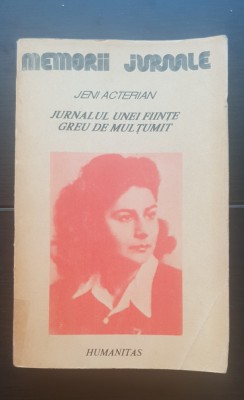 MEMORII JURNALE
JENI ACTERIAN
JURNALUL UNEI FIINȚE
GREU DE MULȚUMIT
HUMANITAS